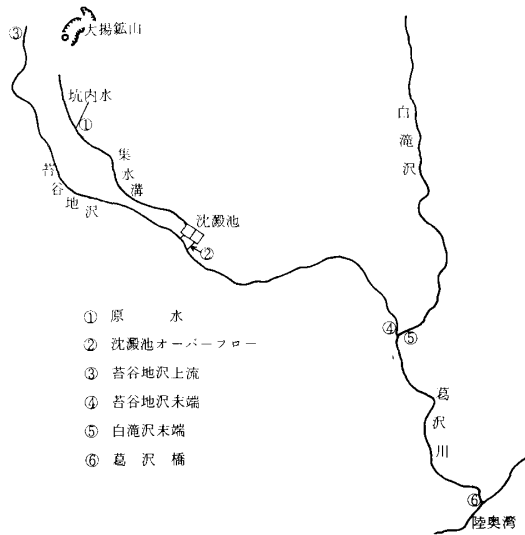 ③
大揚鉱山
坑内水
①
集水溝
苔谷地沢
沈澱池
②
白滝沢
④
⑤
葛沢川
⑥
陸奥湾
① 原 水
② 沈澱池オーバーフロー
③ 苔谷地沢上流
④ 苔谷地沢末端
⑤ 白滝沢末端
⑥ 葛沢橋